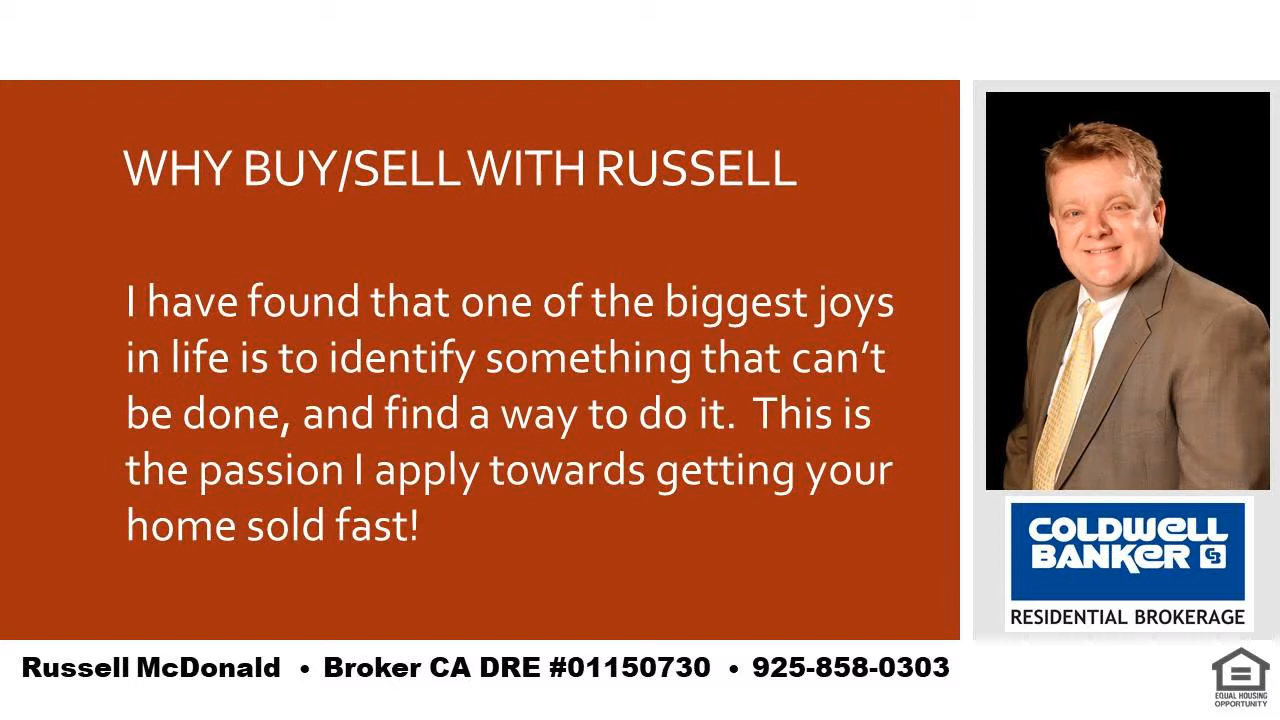 WHY BUY/SELL WITH RUSSELL
I have found that one of the biggest joys
in life is to identify something that can’t
be done, and find a way to do it.  This is
the passion I apply towards getting your
home sold fast!
COLDWELL
BANKER CB
RESIDENTIAL BROKERAGE
Russell McDonald • Broker CA DRE #01150730 • 925-858-0303
EQUAL HOUSING
OPPORTUNITY